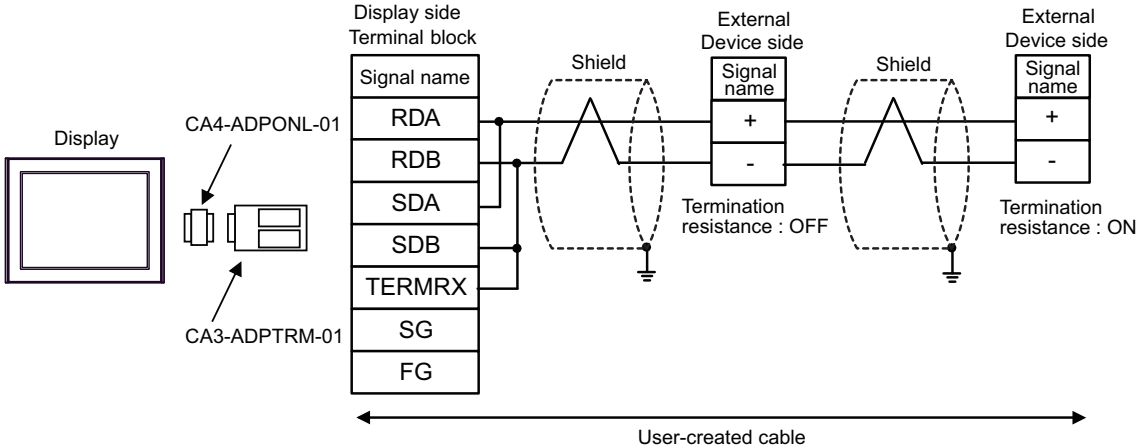 Display side
Terminal block
External
Device side
External
Device side
Signal name
Shield
Signal
name
Shield
Signal
name
RDA
+
+
CA4-ADPONL-01
Display
RDB
-
-
SDA
Termination
resistance : OFF
Termination
resistance : ON
SDB
TERMRX
CA3-ADPTRM-01
SG
FG
User-created cable